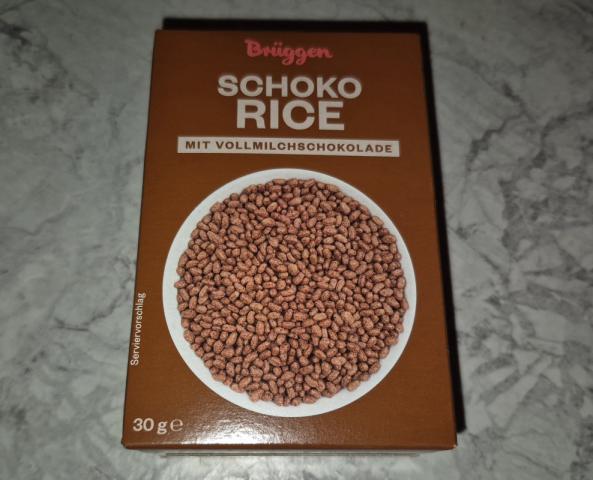 Brüggen
SCHOKO
RICE
MIT VOLLMILCHSCHOKOLADE
Serviervorschlag
30 g ℮